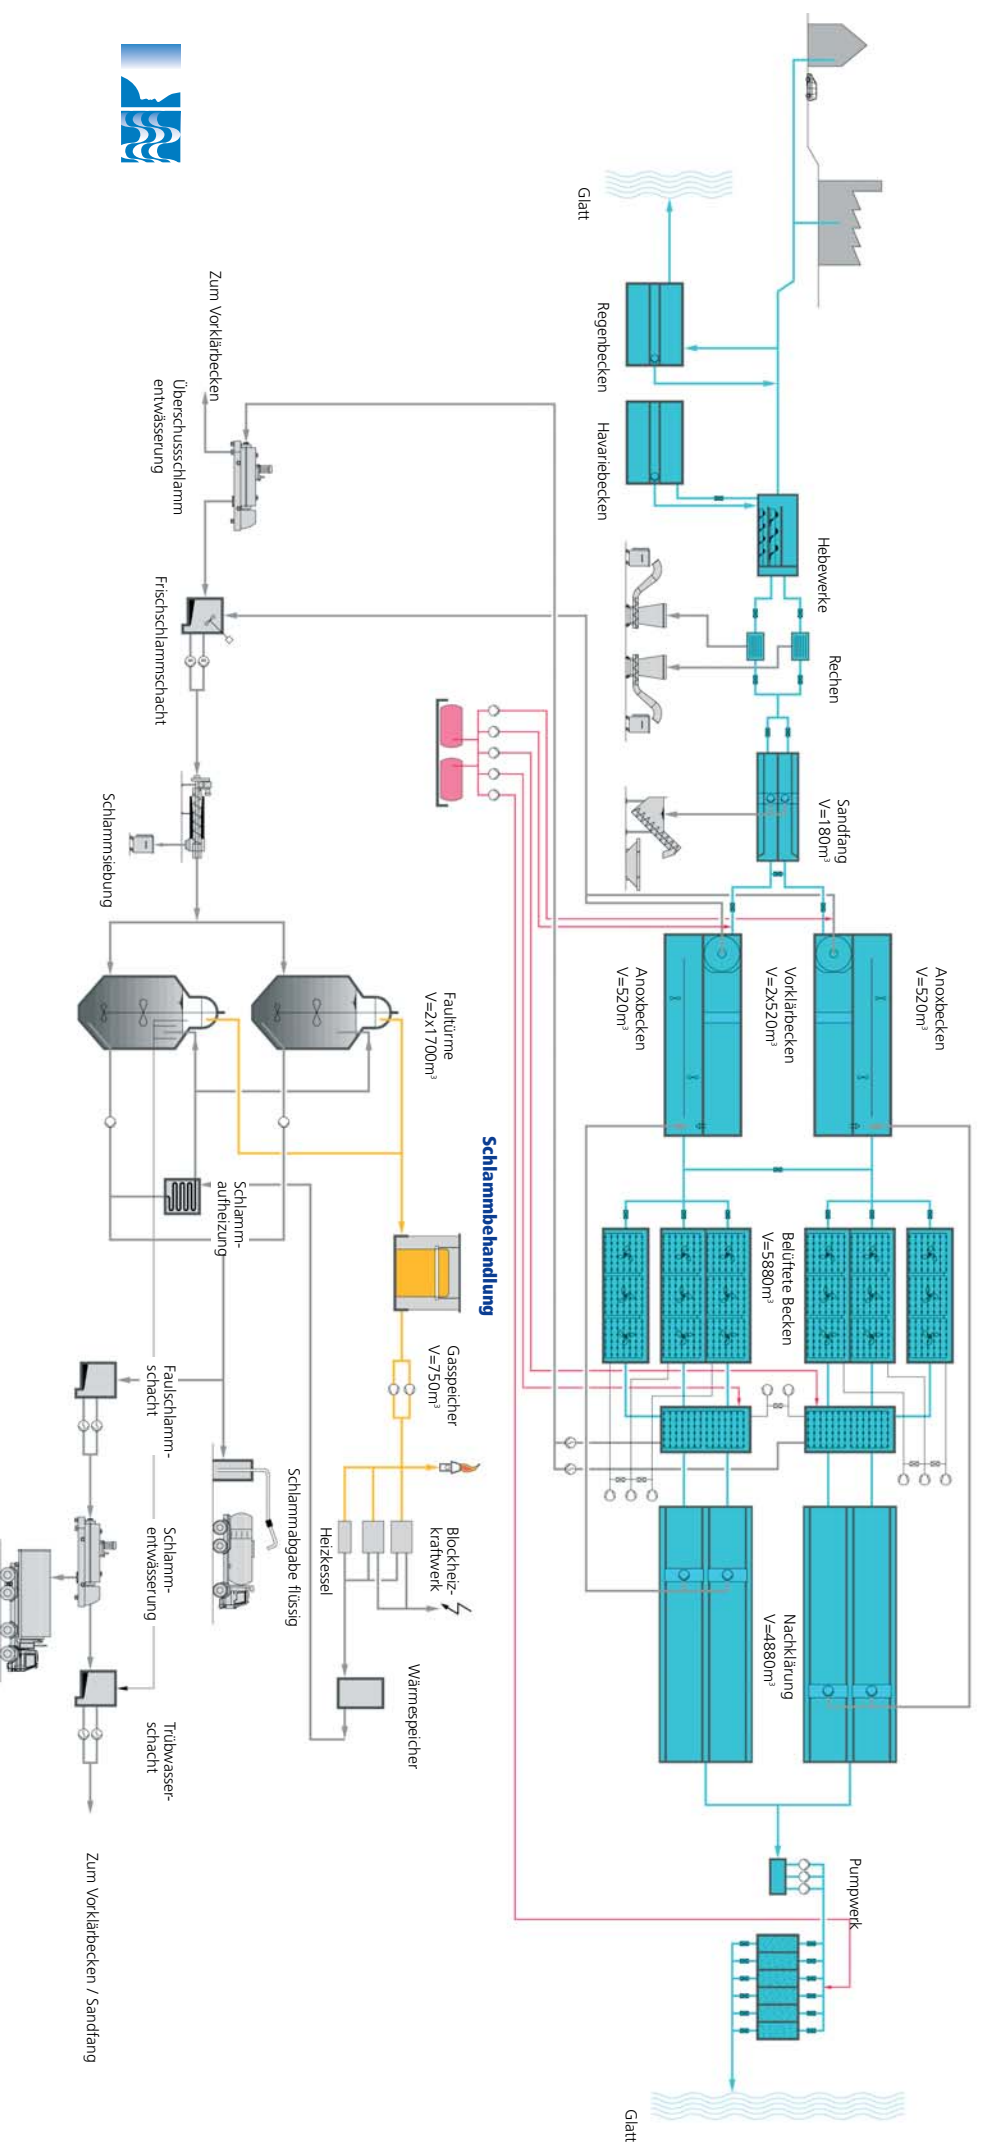 Glatt
Regenbecken
Havariebecken
Hebewerke
Rechen
Sandfang
V=180m³
Anoxbecken
V=520m³
Vorklärbecken
V=2x520m³
Anoxbecken
V=520m³
Belüftete Becken
V=5880m³
Nachklärung
V=4880m³
Pumpwerk
Glatt
Schlammbehandlung
Zum Vorklärbecken
Überschussschlamm
entwässerung
Frischschlammschacht
Schlammsiebung
Faultürme
V=2x1700m³
Schlamm-
aufheizung
Gasspeicher
V=750m³
Blockheiz-
kraftwerk
Heizkessel
Wärmespeicher
Schlammabgabe flüssig
Faulschlamm-
schacht
Schlamm-
entwässerung
Trübwasser-
schacht
Zum Vorklärbecken / Sandfang